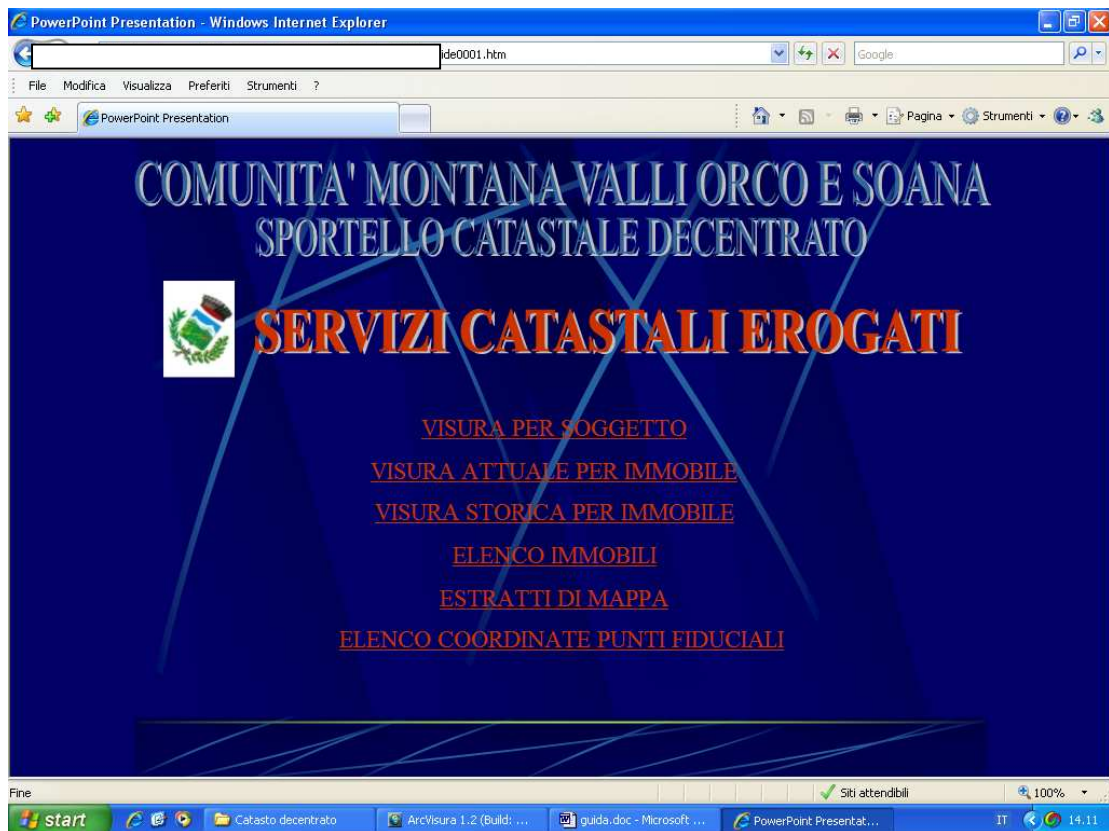 PowerPoint Presentation - Windows Internet Explorer
ide0001.htm
Google
File Modifica Visualizza Preferiti Strumenti ?
PowerPoint Presentation
Pagina Strumenti
COMUNITA' MONTANA VALLI ORCO E SOANA
SPORTELLO CATASTALE DECENTRATO
SERVIZI CATASTALI EROGATI
VISURA PER SOGGETTO
VISURA ATTUALE PER IMMOBILE
VISURA STORICA PER IMMOBILE
ELENCO IMMOBILI
ESTRATTI DI MAPPA
ELENCO COORDINATE PUNTI FIDUCIALI
Fine
Siti attendibili
100%
start
Catasto decentrato
ArcVisura 1.2 (Build: ...
guida.doc - Microsoft ...
PowerPoint Presentat...
IT
14.11